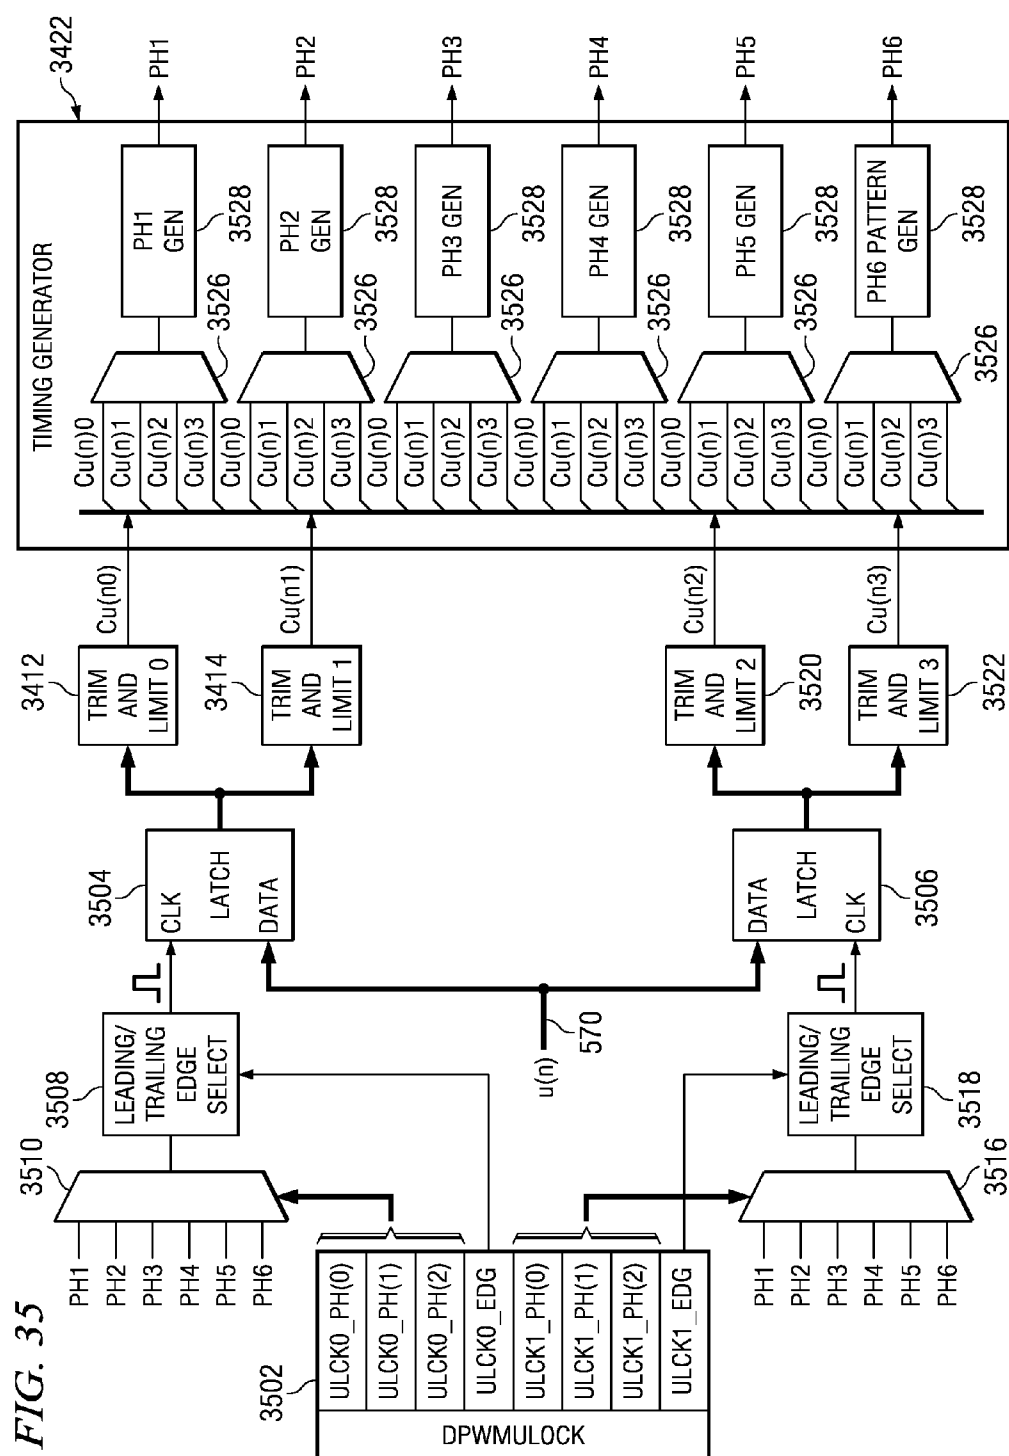 FIG. 35
3502
DPWMULOCK
ULCK0_PH(0)
ULCK0_PH(1)
ULCK0_PH(2)
ULCK0_EDG
ULCK1_PH(0)
ULCK1_PH(1)
ULCK1_PH(2)
ULCK1_EDG
PH1
PH2
PH3
PH4
PH5
PH6
3510
3508
LEADING/
TRAILING
EDGE
SELECT
3504
CLK
LATCH
DATA
u(n)
570
PH1
PH2
PH3
PH4
PH5
PH6
3516
LEADING/
TRAILING
EDGE
SELECT
3518
DATA
LATCH
CLK
3506
3412
TRIM
AND
LIMIT 0
Cu(n0)
3414
TRIM
AND
LIMIT 1
Cu(n1)
TRIM
AND
LIMIT 2
3520
Cu(n2)
TRIM
AND
LIMIT 3
3522
Cu(n3)
TIMING GENERATOR
3422
Cu(n)0
Cu(n)1
Cu(n)2
Cu(n)3
3526
PH1
GEN
3528
PH1
Cu(n)0
Cu(n)1
Cu(n)2
Cu(n)3
3526
PH2
GEN
3528
PH2
Cu(n)0
Cu(n)1
Cu(n)2
Cu(n)3
3526
PH3 GEN
3528
PH3
Cu(n)0
Cu(n)1
Cu(n)2
Cu(n)3
3526
PH4 GEN
3528
PH4
Cu(n)0
Cu(n)1
Cu(n)2
Cu(n)3
3526
PH5 GEN
3528
PH5
Cu(n)0
Cu(n)1
Cu(n)2
Cu(n)3
3526
PH6 PATTERN
GEN
3528
PH6